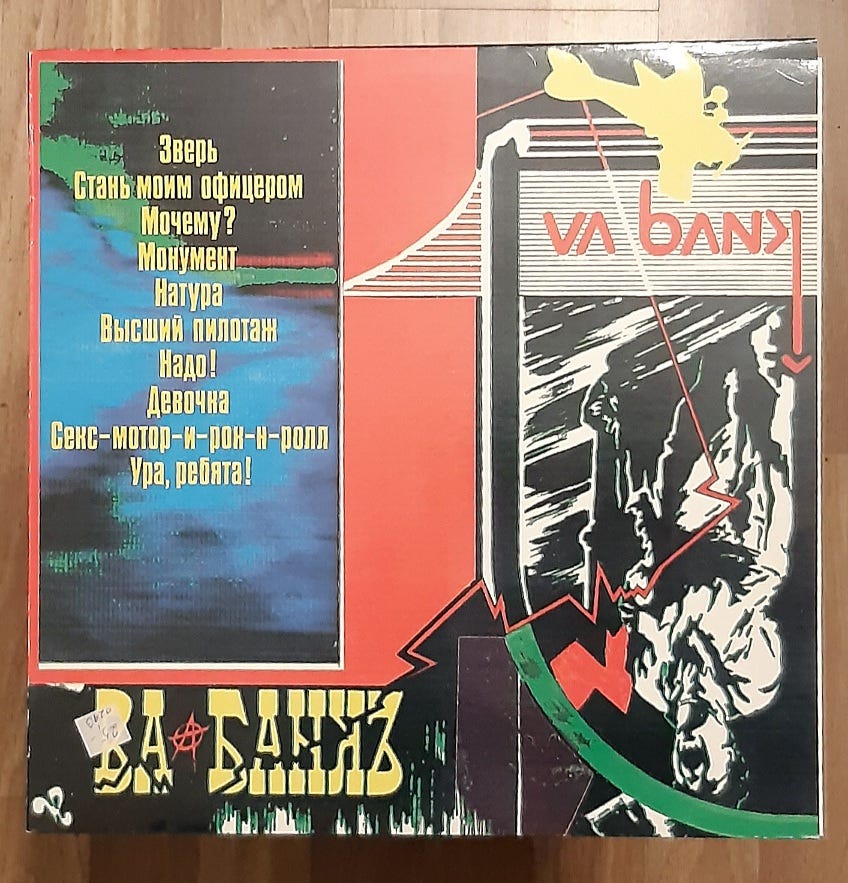 Зверь
Стань моим офицером
Мочему?
Монумент
Натура
Высший пилотаж
Надо!
Девочка
Секс-мотор-и-рок-н-ролл
Ура, ребята!
va bank
ВА БАНКЪ